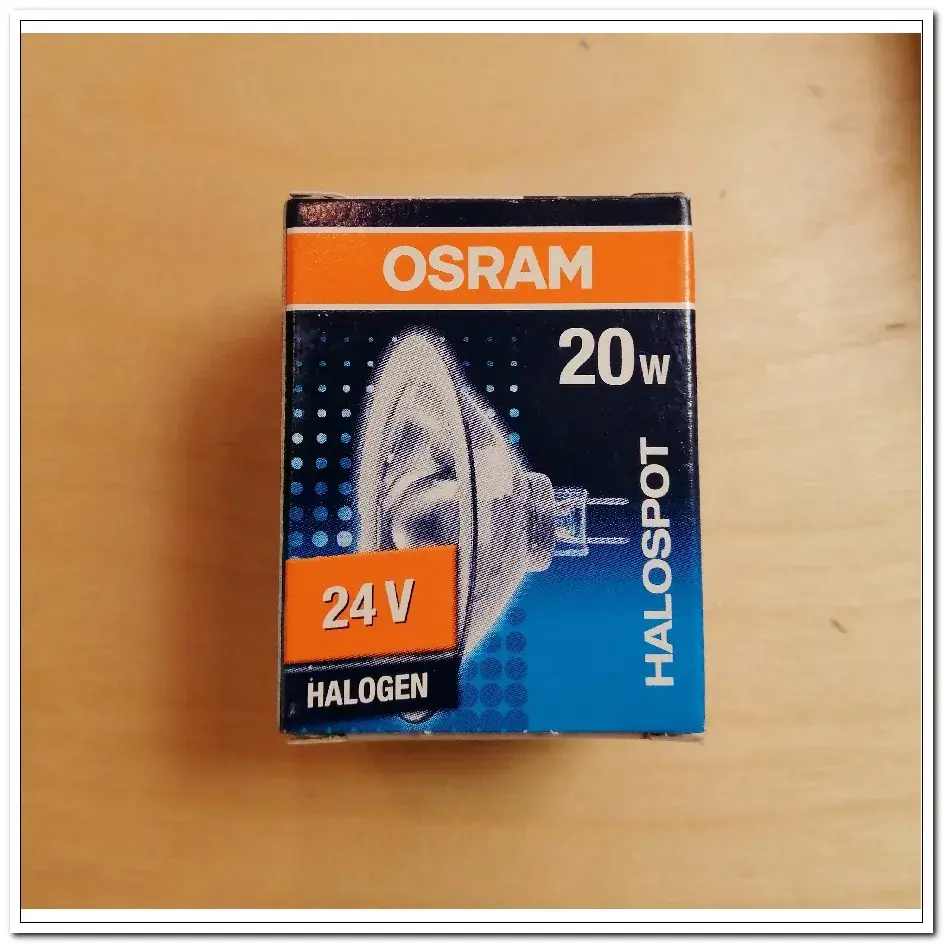 OSRAM
20W
HALOSPOT
24 V
HALOGEN